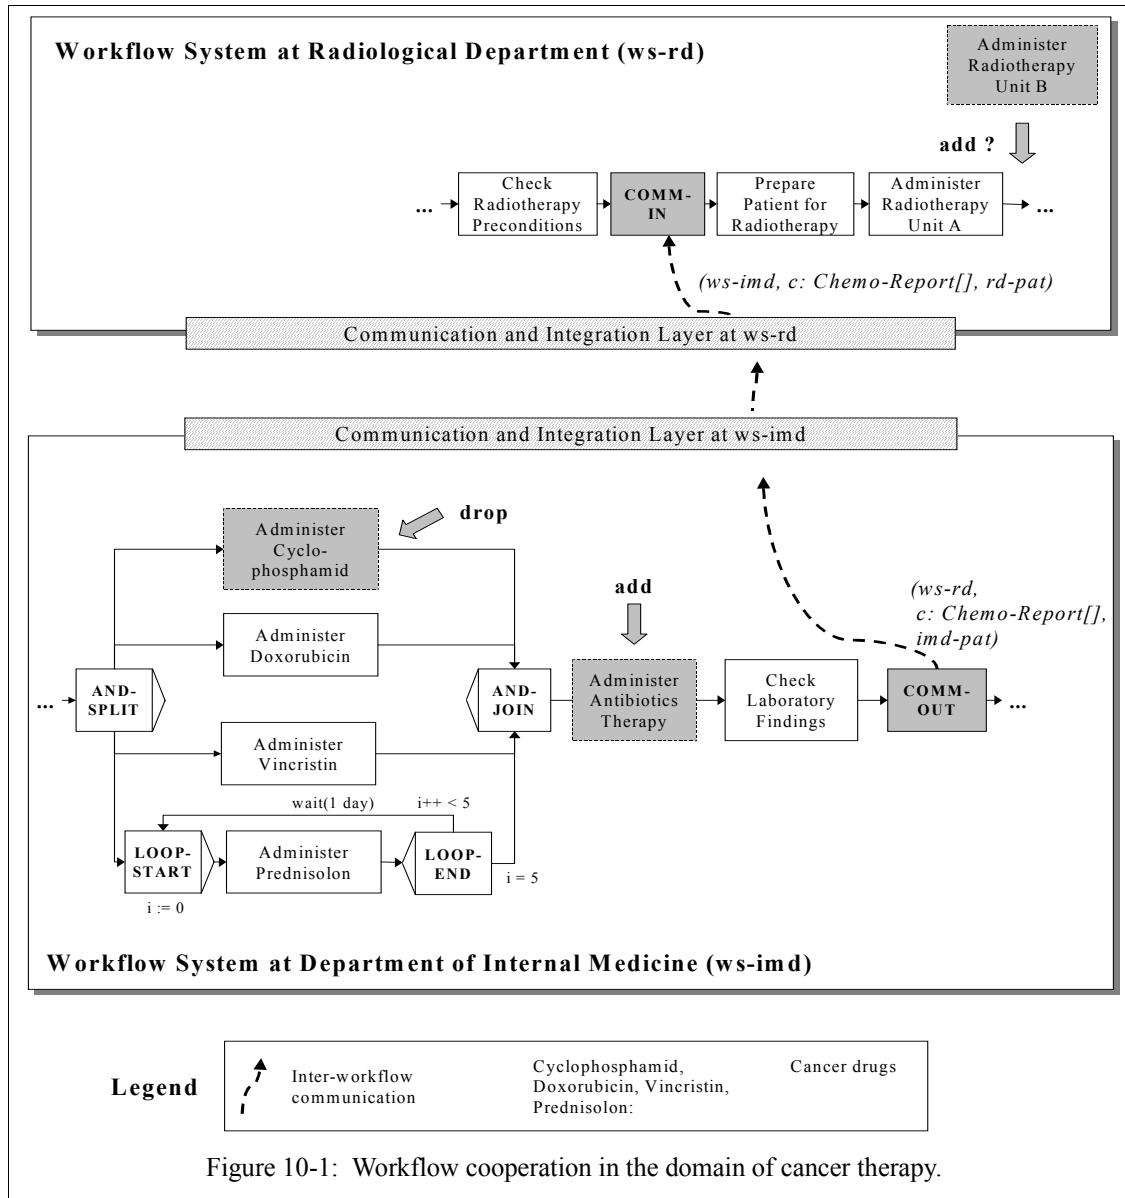 Workflow System at Radiological Department (ws-rd)
Administer
Radiotherapy
Unit B
add ?
...
Check
Radiotherapy
Preconditions
COMM-
IN
Prepare
Patient for
Radiotherapy
Administer
Radiotherapy
Unit A
...
(ws-imd, c: Chemo-Report[], rd-pat)
Communication and Integration Layer at ws-rd
Communication and Integration Layer at ws-imd
Administer
Cyclo-
phosphamid
drop
Administer
Doxorubicin
add
(ws-rd,
c: Chemo-Report[],
imd-pat)
...
AND-
SPLIT
AND-
JOIN
Administer
Antibiotics
Therapy
Check
Laboratory
Findings
COMM-
OUT
...
Administer
Vincristin
wait(1 day)
i++ < 5
LOOP-
START
Administer
Prednisolon
LOOP-
END
i = 5
i := 0
Workflow System at Department of Internal Medicine (ws-imd)
Legend
Inter-workflow
communication
Cyclophosphamid,
Doxorubicin, Vincristin,
Prednisolon:
Cancer drugs
Figure 10-1: Workflow cooperation in the domain of cancer therapy.